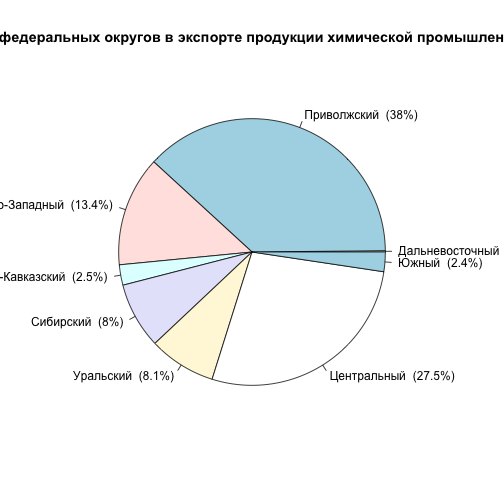 федеральных округов в экспорте продукции химической промышлен
Приволжский (38%)
о-Западный (13.4%)
Дальневосточный
Южный (2.4%)
-Кавказский (2.5%)
Сибирский (8%)
Уральский (8.1%)
Центральный (27.5%)